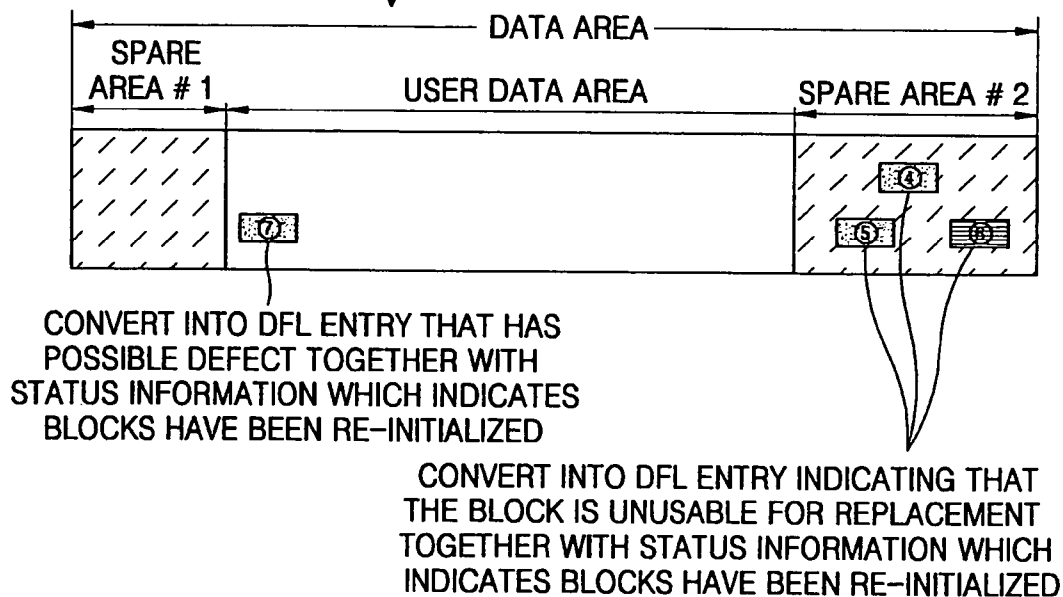 DATA AREA
SPARE
AREA # 1
USER DATA AREA
SPARE AREA # 2
④
⑦
⑤
CONVERT INTO DFL ENTRY THAT HAS
POSSIBLE DEFECT TOGETHER WITH
STATUS INFORMATION WHICH INDICATES
BLOCKS HAVE BEEN RE-INITIALIZED
CONVERT INTO DFL ENTRY INDICATING THAT
THE BLOCK IS UNUSABLE FOR REPLACEMENT
TOGETHER WITH STATUS INFORMATION WHICH
INDICATES BLOCKS HAVE BEEN RE-INITIALIZED